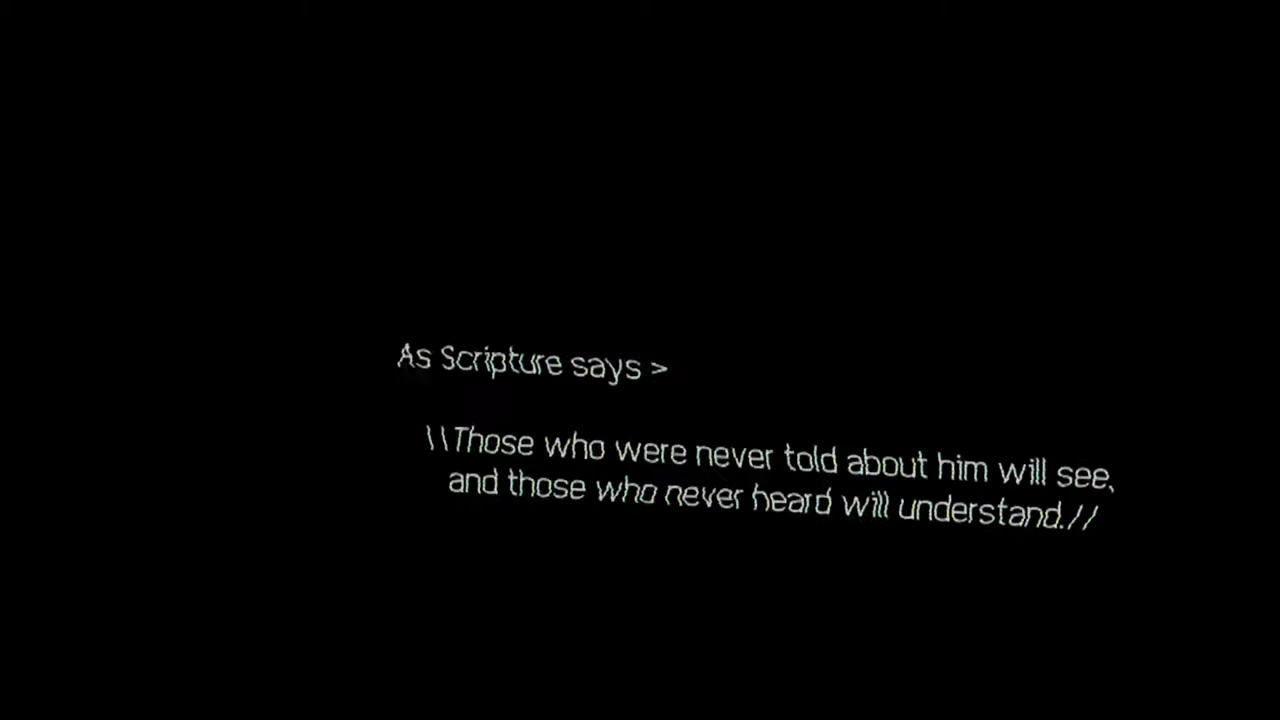 As Scripture says >
\\Those who were never told about him will see,
and those who never heard will understand.//